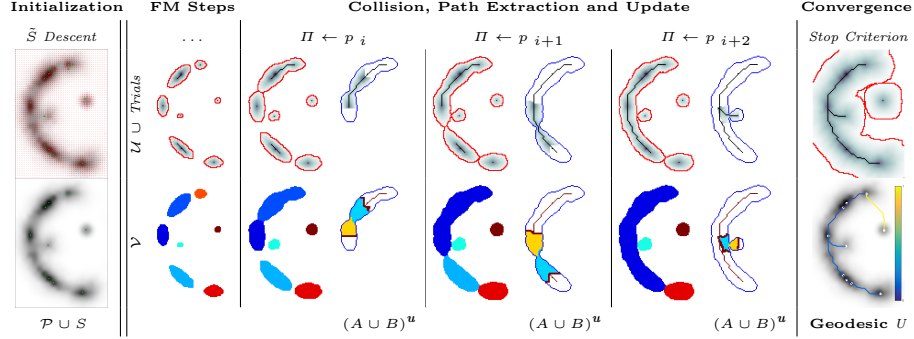 Initialization FM Steps Collision, Path Extraction and Update Convergence
S̃ Descent ... Π ← p i Π ← p i+1 Π ← p i+2 Stop Criterion
U ∪ Trials
λ
P ∪ S (A ∪ B)^u (A ∪ B)^u (A ∪ B)^u Geodesic U